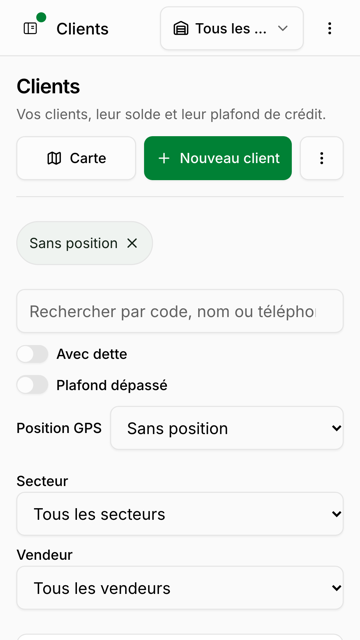 Clients
Tous les ...
Clients
Vos clients, leur solde et leur plafond de crédit.
Carte
Nouveau client
Sans position
Rechercher par code, nom ou télépho
Avec dette
Plafond dépassé
Position GPS
Sans position
Secteur
Tous les secteurs
Vendeur
Tous les vendeurs